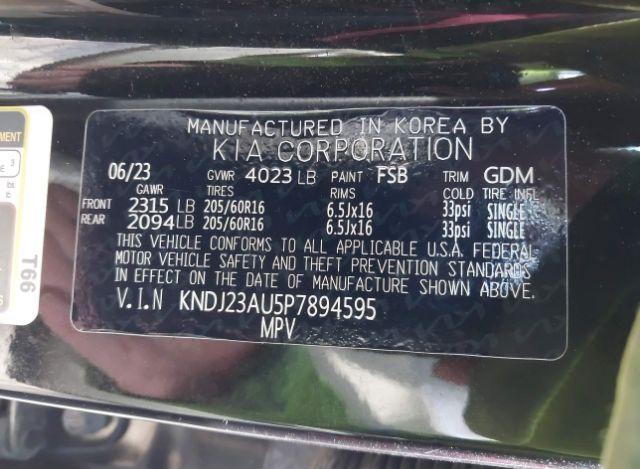 MANUFACTURED IN KOREA BY
KIA CORPORATION
06/23 GVWR 4023 LB PAINT FSB TRIM GDM
GAWR TIRES RIMS COLD TIRE INFL
FRONT 2315 LB 205/60R16 6.5Jx16 33psi SINGLE
REAR 2094 LB 205/60R16 6.5Jx16 33psi SINGLE
THIS VEHICLE CONFORMS TO ALL APPLICABLE U.S.A. FEDERAL
MOTOR VEHICLE SAFETY AND THEFT PREVENTION STANDARDS
IN EFFECT ON THE DATE OF MANUFACTURE SHOWN ABOVE.
V.I.N KNDJ23AU5P7894595
MPV
T66